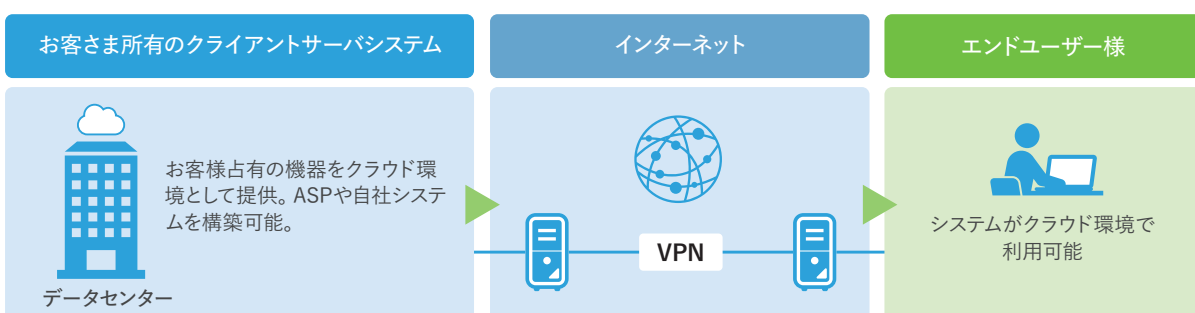 お客さま所有のクライアントサーバシステム
インターネット
エンドユーザー様
お客様占有の機器をクラウド環
境として提供。ASPや自社システ
ムを構築可能。
データセンター
VPN
システムがクラウド環境で
利用可能